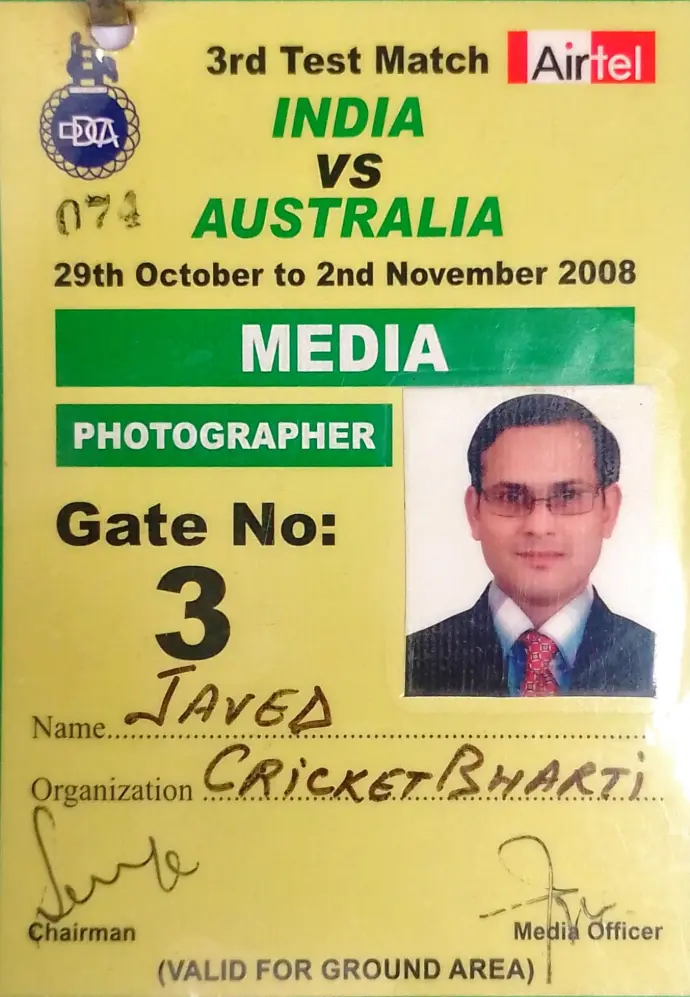 3rd Test Match
Airtel
INDIA
VS
AUSTRALIA
DDCA
074
29th October to 2nd November 2008
MEDIA
PHOTOGRAPHER
Gate No:
3
Name JAVED
Organization CRICKET BHARTI
Chairman
Media Officer
(VALID FOR GROUND AREA)